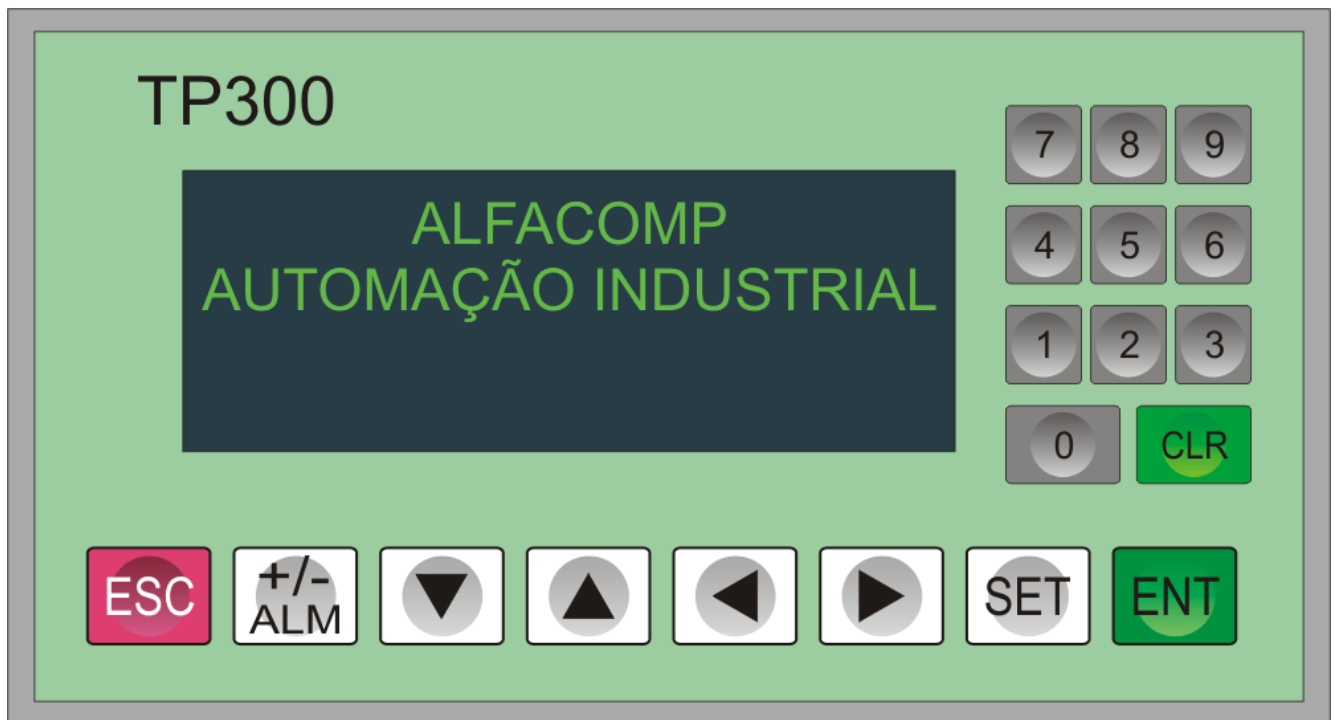 TP300
ALFACOMP
AUTOMAÇÃO INDUSTRIAL
7 8 9
4 5 6
1 2 3
0 CLR
ESC +/- ALM SET ENT